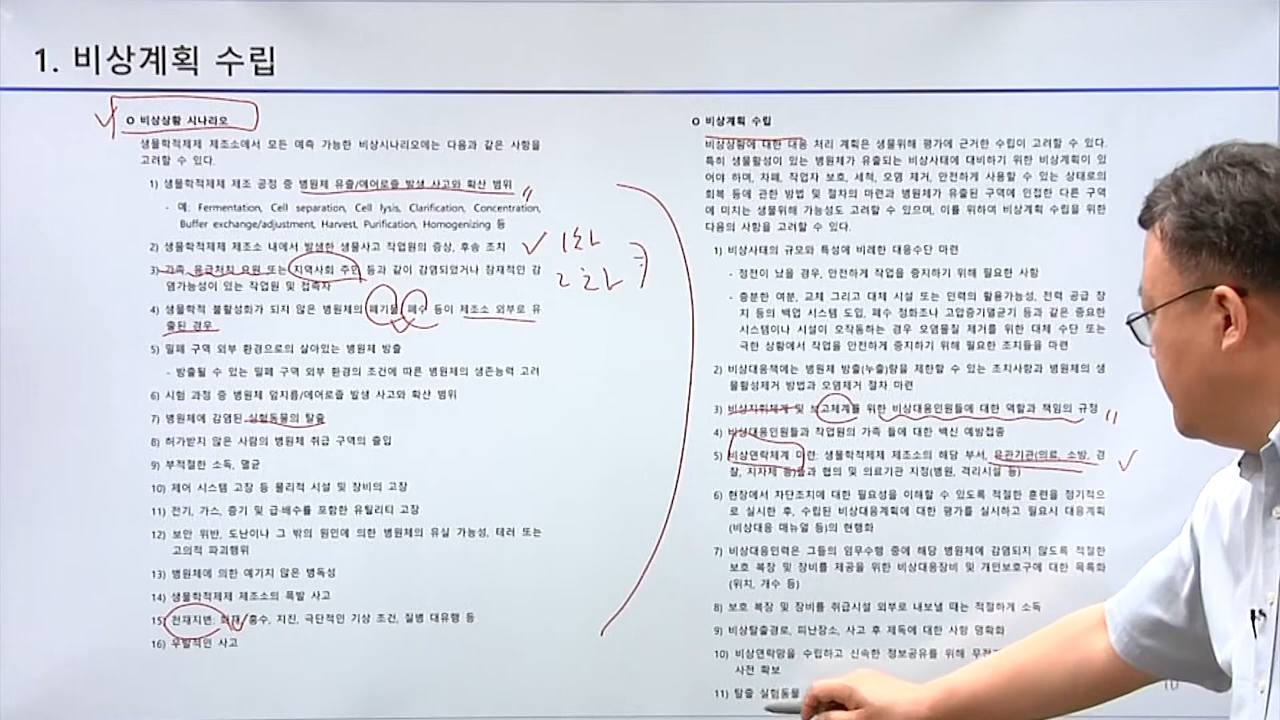 1. 비상계획 수립
O 비상상황 시나리오
생물학적제제 제조소에서 모든 예측 가능한 비상시나리오에는 다음과 같은 사항을
고려할 수 있다.
1) 생물학적제제 제조 공정 중 병원체 유출/에어로졸 발생 사고와 확산 범위
- 예: Fermentation, Cell separation, Cell lysis, Clarification, Concentration,
Buffer exchange/adjustment, Harvest, Purification, Homogenizing 등
2) 생물학적제제 제조소 내에서 발생한 생물사고 작업원의 증상, 후송 조치
1차
2차
3) 가족, 응급처치 요원 또는 지역사회 주민 등과 같이 감염되었거나 잠재적인 감
염가능성이 있는 작업원 및 접촉자
4) 생물학적 불활성화가 되지 않은 병원체의 폐기물, 폐수 등이 제조소 외부로 유
출된 경우
5) 밀폐 구역 외부 환경으로의 살아있는 병원체 방출
- 방출될 수 있는 밀폐 구역 외부 환경의 조건에 따른 병원체의 생존능력 고려
6) 시험 과정 중 병원체 엎지름/에어로졸 발생 사고와 확산 범위
7) 병원체에 감염된 실험동물의 탈출
8) 허가받지 않은 사람의 병원체 취급 구역의 출입
9) 부적절한 소독, 멸균
10) 제어 시스템 고장 등 물리적 시설 및 장비의 고장
11) 전기, 가스, 증기 및 급·배수를 포함한 유틸리티 고장
12) 보안 위반, 도난이나 그 밖의 원인에 의한 병원체의 유실 가능성, 테러 또는
고의적 파괴행위
13) 병원체에 의한 예기치 않은 병독성
14) 생물학적제제 제조소의 폭발 사고
15) 천재지변: 화재, 홍수, 지진, 극단적인 기상 조건, 질병 대유행 등
16) 우발적인 사고
O 비상계획 수립
비상상황에 대한 대응 처리 계획은 생물위해 평가에 근거한 수립이 고려할 수 있다.
특히 생물활성이 있는 병원체가 유출되는 비상사태에 대비하기 위한 비상계획이 있
어야 하며, 차폐, 작업자 보호, 세척, 오염 제거, 안전하게 사용할 수 있는 상태로의
회복 등에 관한 방법 및 절차의 마련과 병원체가 유출된 구역에 인접한 다른 구역
에 미치는 생물위해 가능성도 고려할 수 있으며, 이를 위하여 비상계획 수립을 위한
다음의 사항을 고려할 수 있다.
1) 비상사태의 규모와 특성에 비례한 대응수단 마련
- 정전이 났을 경우, 안전하게 작업을 중지하기 위해 필요한 사항
- 충분한 여분, 교체 그리고 대체 시설 또는 인력의 활용가능성, 전력 공급 장
치 등의 백업 시스템 도입, 폐수 정화조나 고압증기멸균기 등과 같은 중요한
시스템이나 시설이 오작동하는 경우 오염물질 제거를 위한 대체 수단 또는
극한 상황에서 작업을 안전하게 중지하기 위해 필요한 조치들을 마련
2) 비상대응책에는 병원체 방출(누출)량을 제한할 수 있는 조치사항과 병원체의 생
물활성제거 방법과 오염제거 절차 마련
3) 비상지휘체계 및 보고체계를 위한 비상대응인원들에 대한 역할과 책임의 규정
4) 비상대응인원들과 작업원의 가족 들에 대한 백신 예방접종
5) 비상연락체계 마련: 생물학적제제 제조소의 해당 부서, 유관기관(의료, 소방, 경
찰, 지자체 등)들과 협의 및 의료기관 지정(병원, 격리시설 등)
6) 현장에서 차단조치에 대한 필요성을 이해할 수 있도록 적절한 훈련을 정기적으
로 실시한 후, 수립된 비상대응계획에 대한 평가를 실시하고 필요시 대응계획
(비상대응 매뉴얼 등)의 현행화
7) 비상대응인력은 그들의 임무수행 중에 해당 병원체에 감염되지 않도록 적절한
보호 복장 및 장비를 제공을 위한 비상대응장비 및 개인보호구에 대한 목록화
(위치, 개수 등)
8) 보호 복장 및 장비를 취급시설 외부로 내보낼 때는 적절하게 소독
9) 비상탈출경로, 피난장소, 사고 후 제독에 대한 사항 명확화
10) 비상연락망을 수립하고 신속한 정보공유를 위해 무전
사전 확보
11) 탈출 실험동물